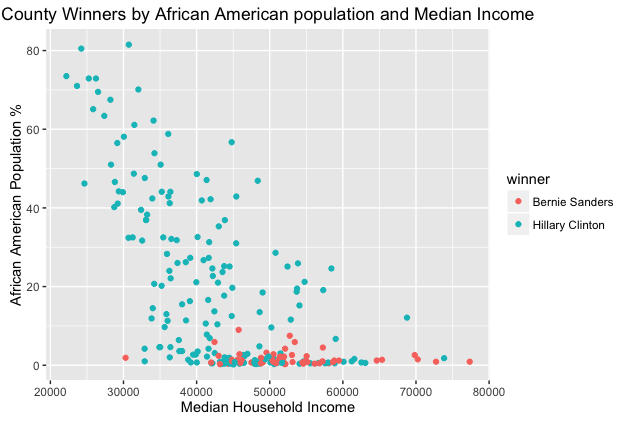 County Winners by African American population and Median Income
80
60
40
20
0
African American Population %
20000 30000 40000 50000 60000 70000 80000
Median Household Income
winner
Bernie Sanders
Hillary Clinton